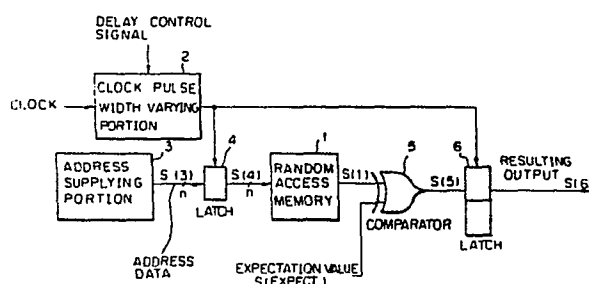 DELAY CONTROL
SIGNAL
2
CLOCK
CLOCK PULSE
WIDTH VARYING
PORTION
3
ADDRESS
SUPPLYING
PORTION
S (3)
n
4
LATCH
S(4)
n
1
RANDOM
ACCESS
MEMORY
S(1)
5
COMPARATOR
S(5)
6
LATCH
RESULTING
OUTPUT
S(6
ADDRESS
DATA
EXPECTATION VALUE
S(EXPECT.)